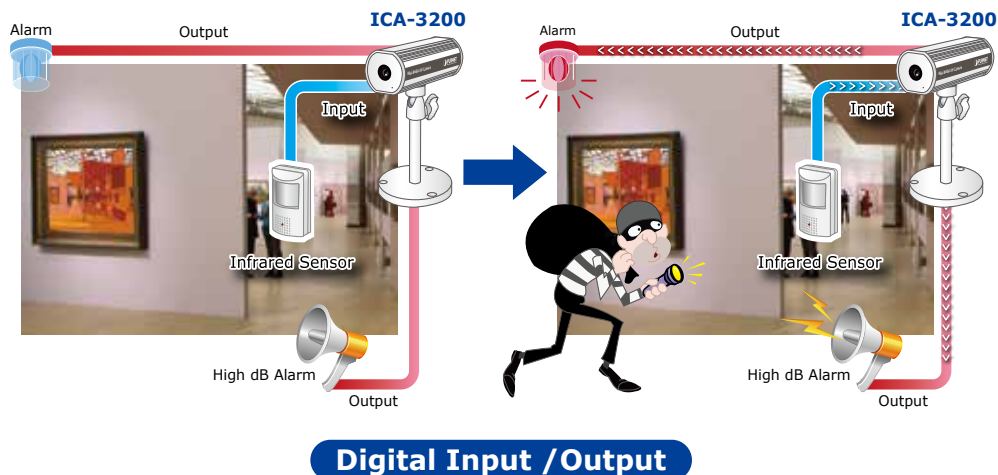 ICA-3200
Alarm
Output
Input
Infrared Sensor
High dB Alarm
Output
ICA-3200
Alarm
Output
Input
Infrared Sensor
High dB Alarm
Output
Digital Input /Output